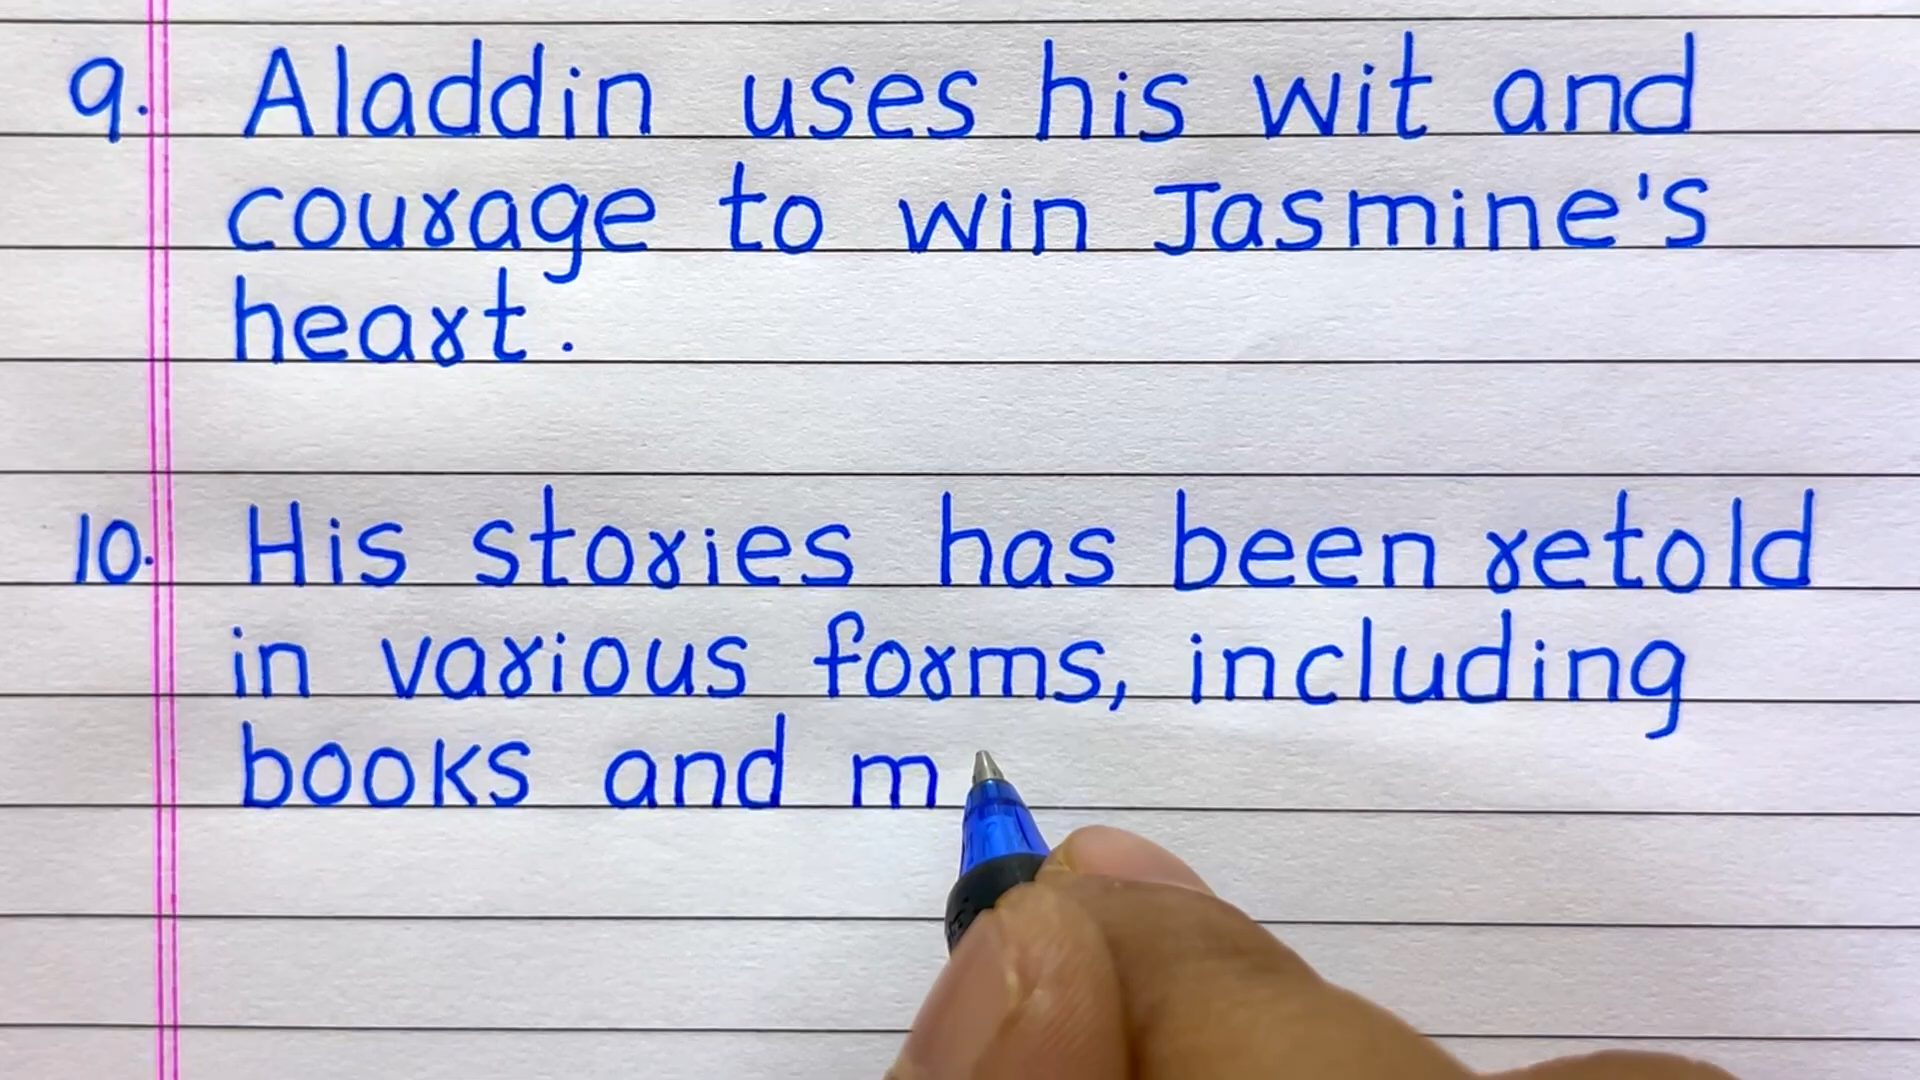 9. Aladdin uses his wit and
courage to win Jasmine's
heart.
10. His stories has been retold
in various forms, including
books and m